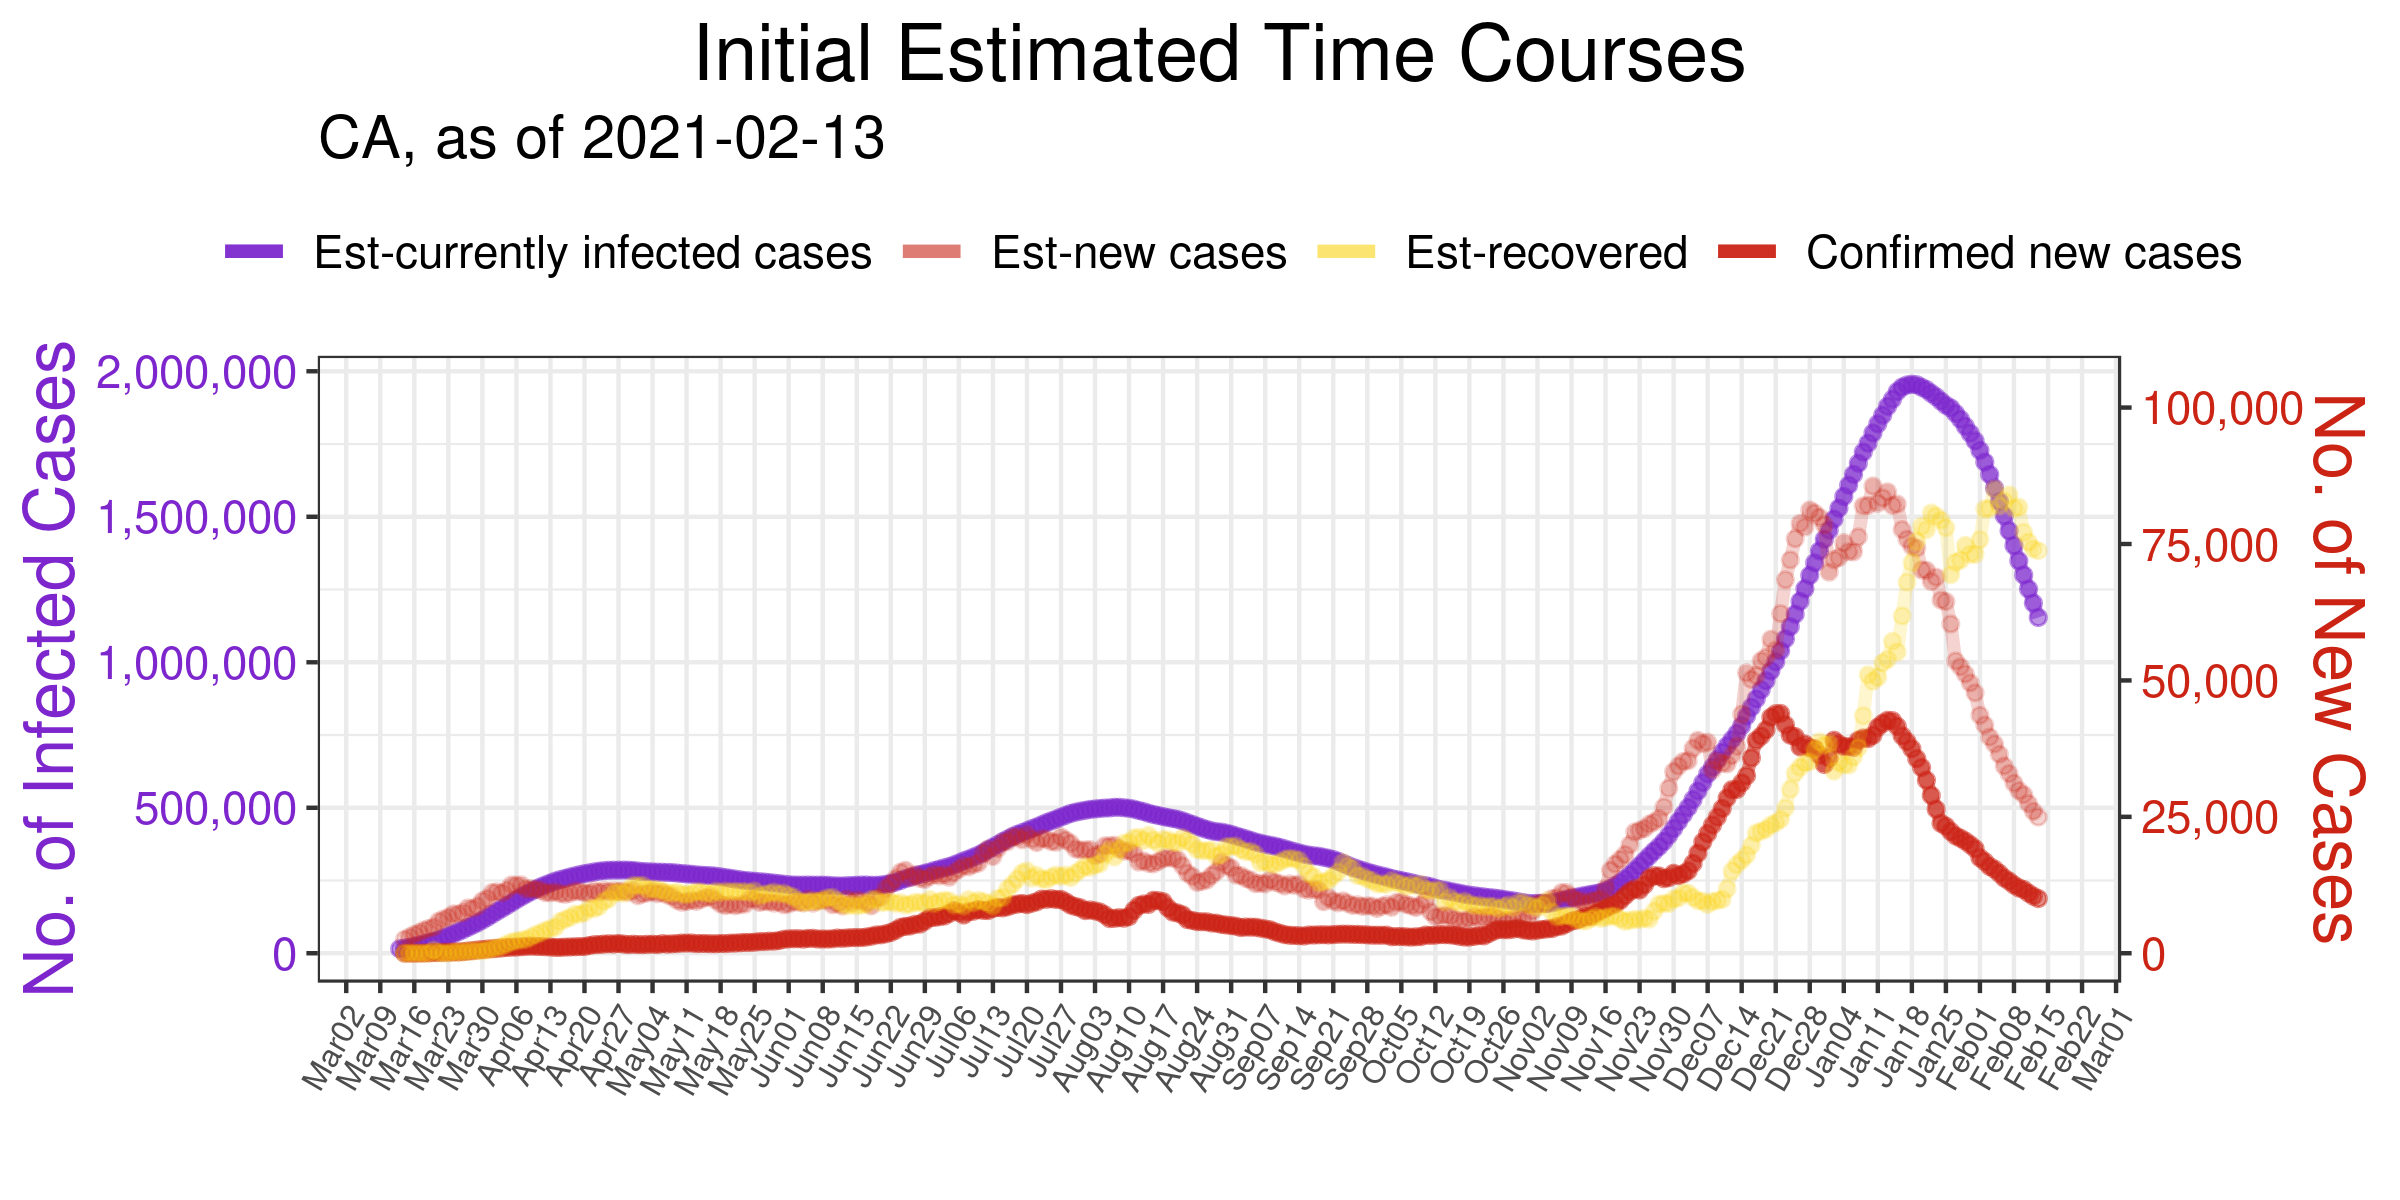 Initial Estimated Time Courses
CA, as of 2021-02-13
Est-currently infected cases
Est-new cases
Est-recovered
Confirmed new cases
No. of Infected Cases
2,000,000
1,500,000
1,000,000
500,000
0
100,000
75,000
50,000
25,000
0
No. of New Cases
Mar02
Mar09
Mar16
Mar23
Mar30
Apr06
Apr13
Apr20
Apr27
May04
May11
May18
May25
Jun01
Jun08
Jun15
Jun22
Jun29
Jul06
Jul13
Jul20
Jul27
Aug03
Aug10
Aug17
Aug24
Aug31
Sep07
Sep14
Sep21
Sep28
Oct05
Oct12
Oct19
Oct26
Nov02
Nov09
Nov16
Nov23
Nov30
Dec07
Dec14
Dec21
Dec28
Jan04
Jan11
Jan18
Jan25
Feb01
Feb08
Feb15
Feb22
Mar01